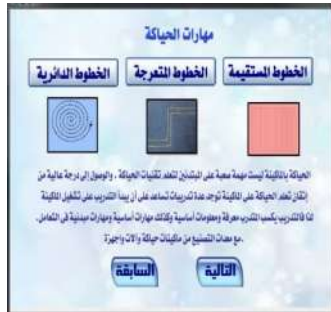 مهارات الحياكة
الخطوط المستقيمة
الخطوط المتعرجة
الخطوط الدائرية
الحياكة بالماكينة ليست مهمة صعبة على المبتدئين لتعلم تقنيات الحياكة . والوصول إلى درجة عالية من
إتقان تعلم الحياكة على الماكينة توجد عدة تدريبات تساعد على أن يبدأ التدريب على تشغيل الماكينة
لذا فالتدريب يكسب المتدرب معرفة ومعلومات أساسية وكذلك مهارات أساسية ومهارات مبدئية في التعامل.
مع معدات التصنيع من ماكينات حياكة وآلات وأجهزة.
التالية
السابقة